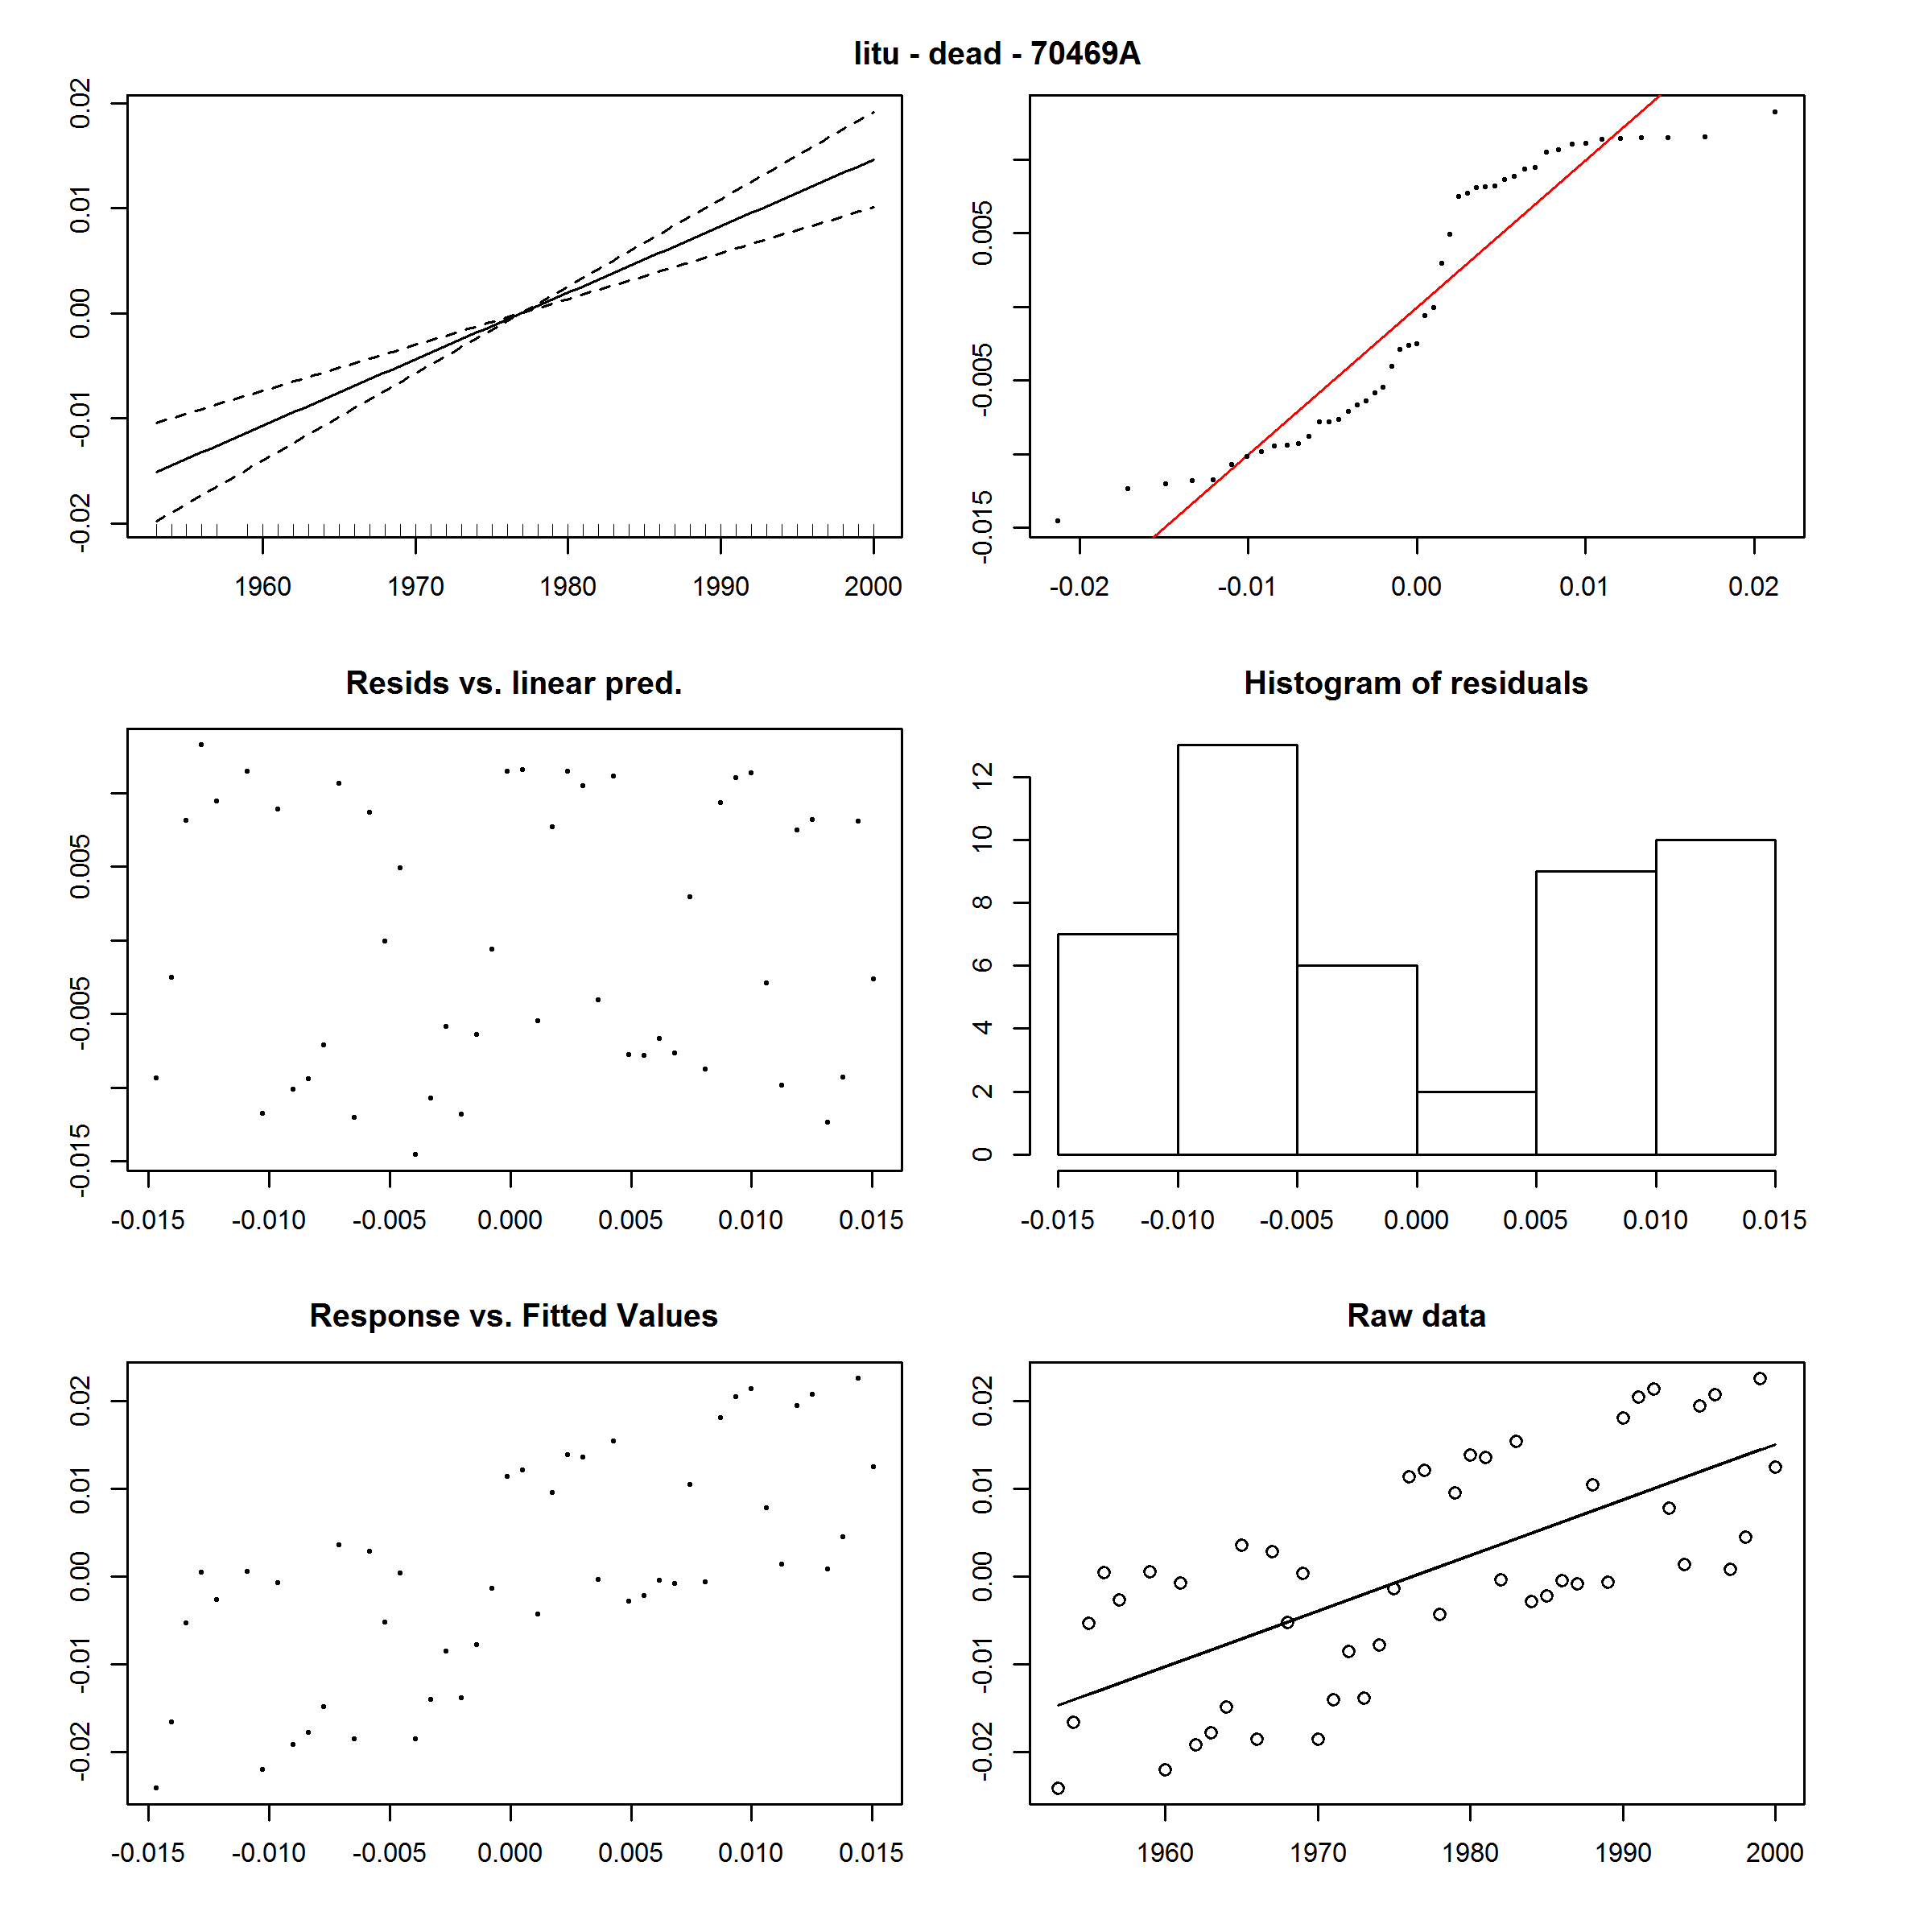 litu - dead - 70469A
0.02
0.01
0.00
-0.01
-0.02
1960 1970 1980 1990 2000
0.005
-0.005
-0.015
-0.02 -0.01 0.00 0.01 0.02
Resids vs. linear pred.
0.005
-0.005
-0.015
-0.015 -0.010 -0.005 0.000 0.005 0.010 0.015
Histogram of residuals
12
10
8
6
4
2
0
-0.015 -0.010 -0.005 0.000 0.005 0.010 0.015
Response vs. Fitted Values
0.02
0.01
0.00
-0.01
-0.02
-0.015 -0.010 -0.005 0.000 0.005 0.010 0.015
Raw data
0.02
0.01
0.00
-0.01
-0.02
1960 1970 1980 1990 2000